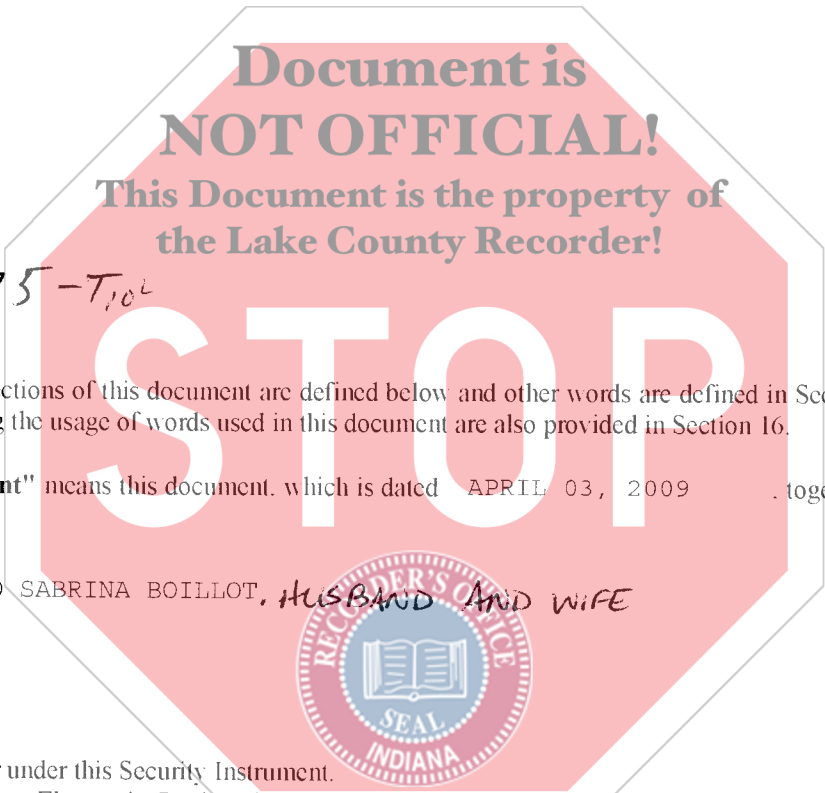 Document is
NOT OFFICIAL!
This Document is the property of
the Lake County Recorder!
5 -
STOP
ctions of this document are defined below and other words are defined in Sec
g the usage of words used in this document are also provided in Section 16.
nt" means this document. which is dated APRIL 03, 2009 . toge
SABRINA BOILLOT, HUSBAND AND WIFE
RECORDER'S OFFICE
SEAL
INDIANA
under this Security Instrument.